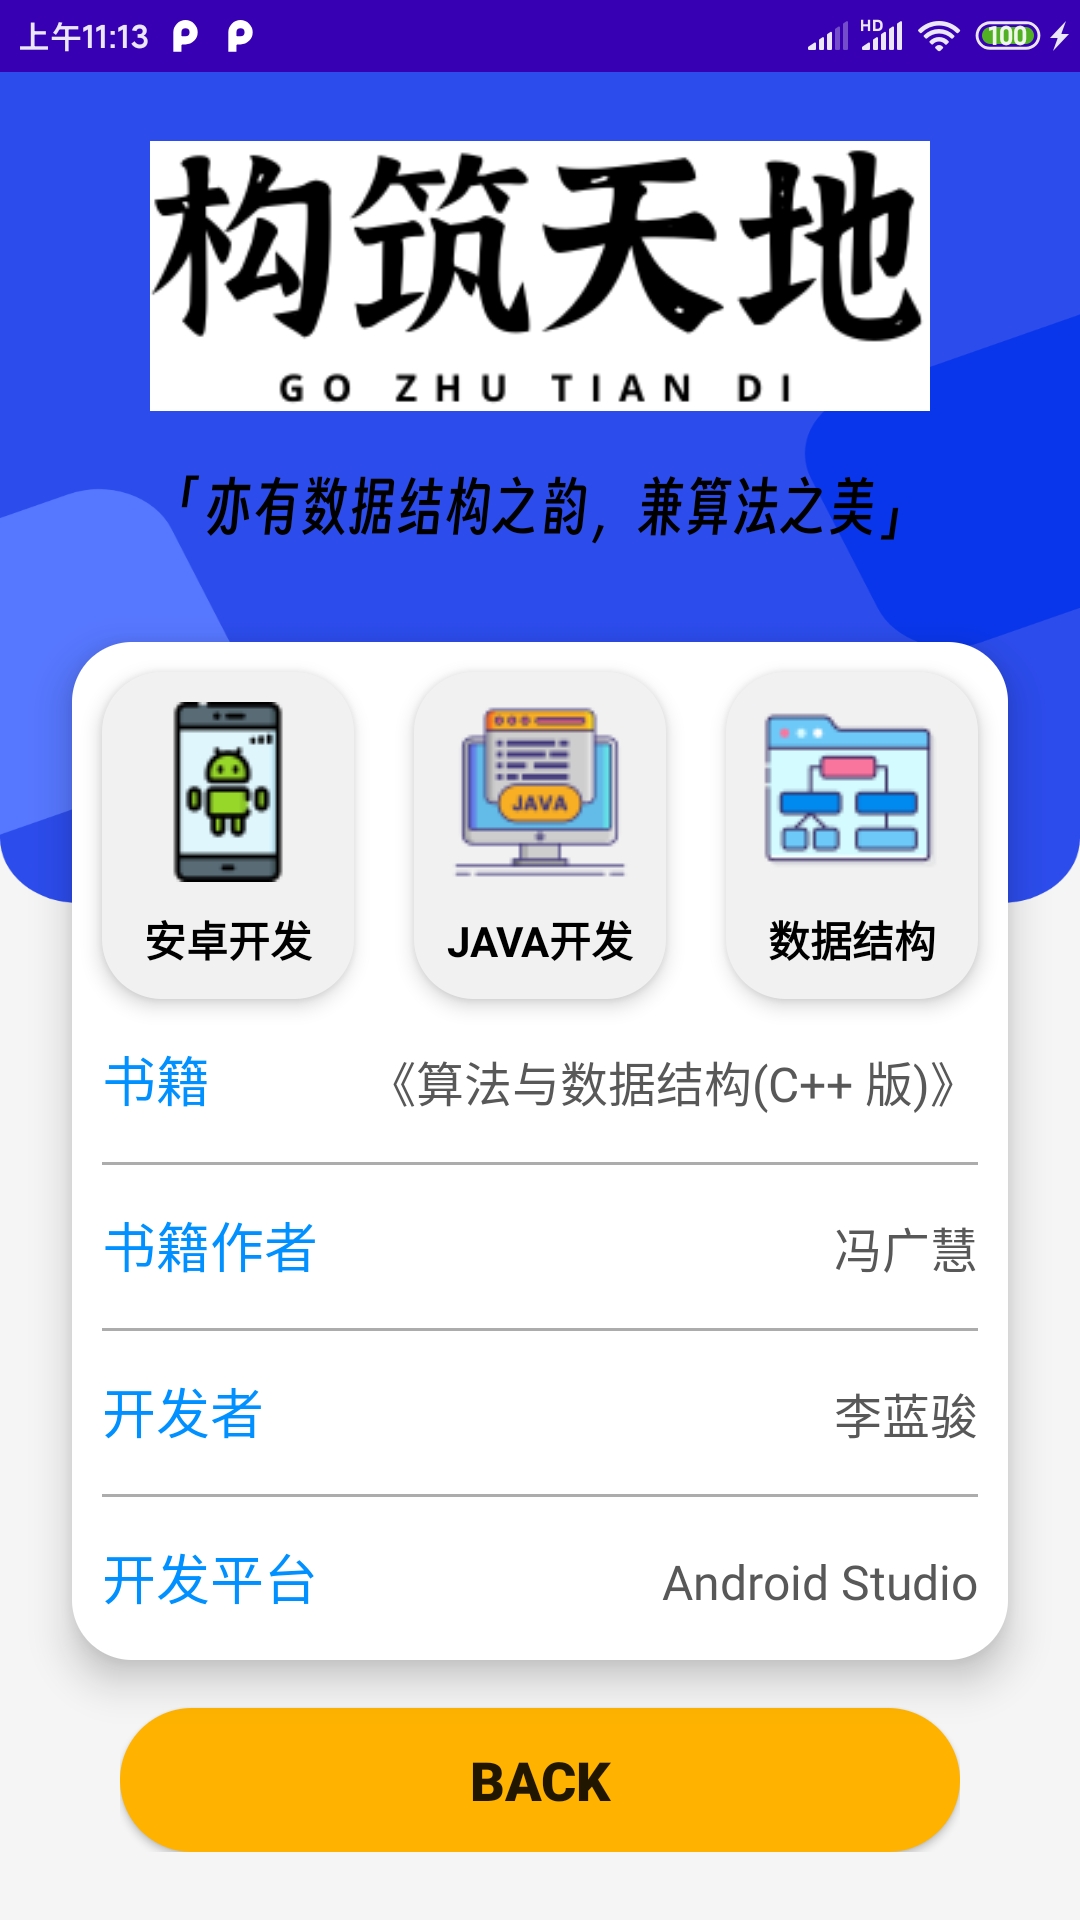 上午11:13
HD
100
构筑天地
GO ZHU TIAN DI
「亦有数据结构之韵，兼算法之美」
JAVA
安卓开发 JAVA开发 数据结构
书籍 《算法与数据结构(C++ 版)》
书籍作者 冯广慧
开发者 李蓝骏
开发平台 Android Studio
BACK